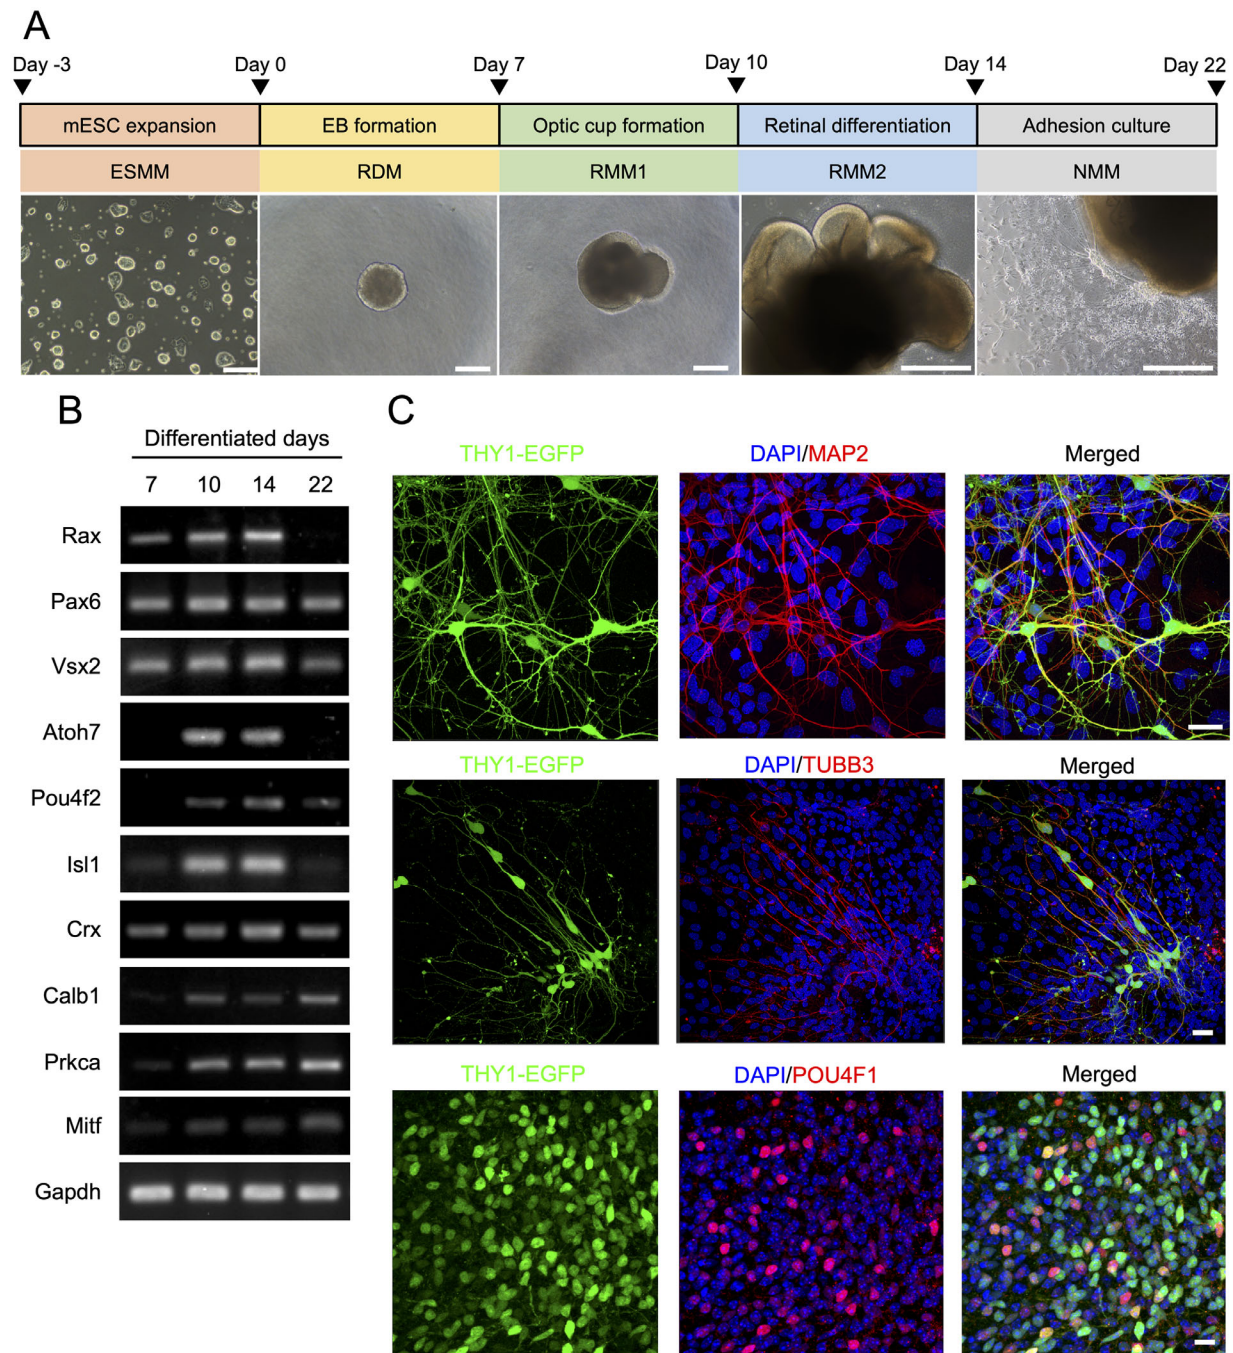 A
Day -3 Day 0 Day 7 Day 10 Day 14 Day 22
mESC expansion EB formation Optic cup formation Retinal differentiation Adhesion culture
ESMM RDM RMM1 RMM2 NMM
B
Differentiated days
7 10 14 22
Rax
Pax6
Vsx2
Atoh7
Pou4f2
Isl1
Crx
Calb1
Prkca
Mitf
Gapdh
C
THY1-EGFP DAPI/MAP2 Merged
THY1-EGFP DAPI/TUBB3 Merged
THY1-EGFP DAPI/POU4F1 Merged